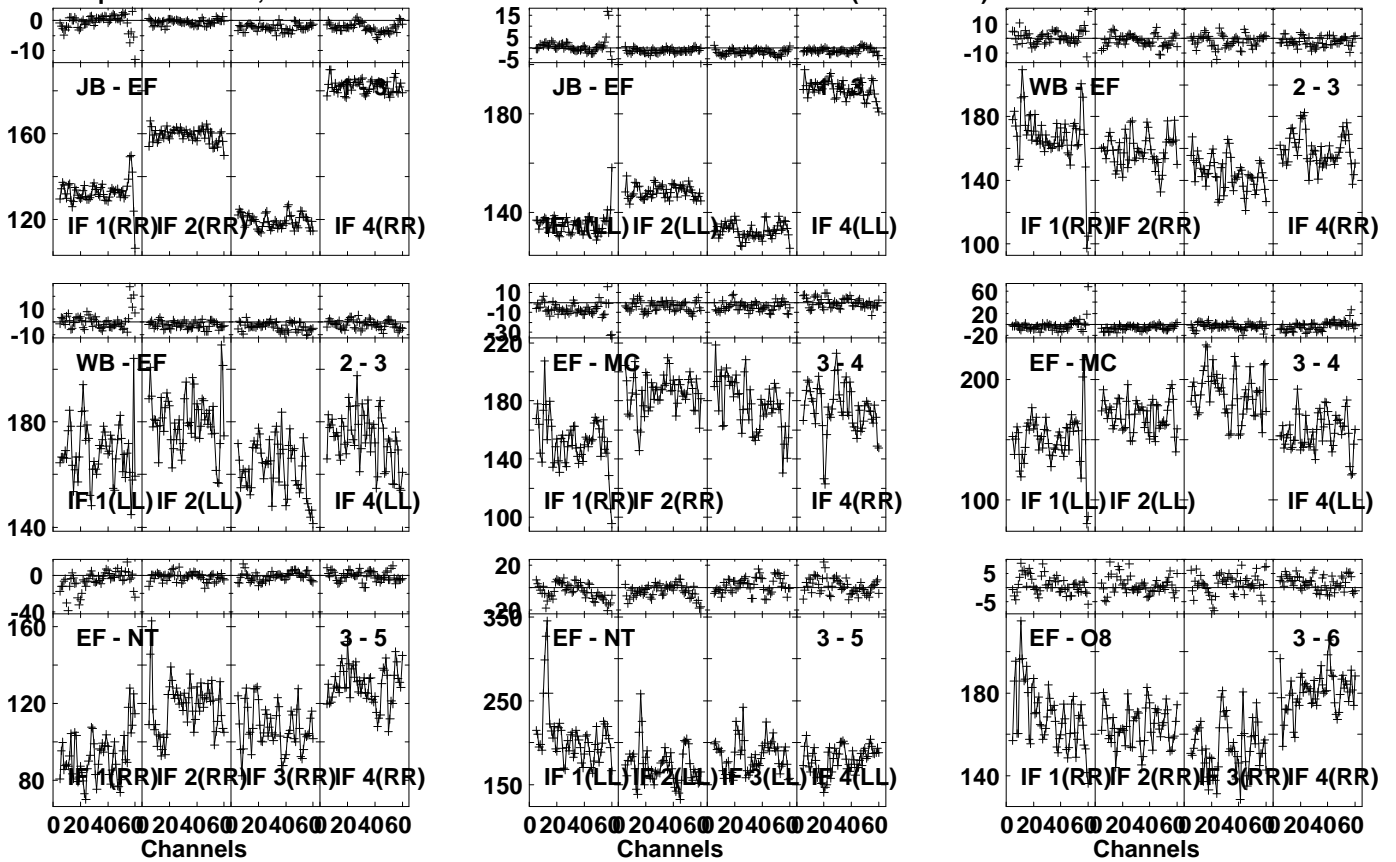 0
-10
15
5
-5
10
-10
JB - EF
160
120
IF 1(RR) IF 2(RR) IF 4(RR)
JB - EF
180
140
IF 2(LL) IF 4(LL)
WB - EF 2 - 3
180
140
100
IF 1(RR) IF 2(RR) IF 4(RR)
10
-10
10
-10
-30
60
20
-20
WB - EF 2 - 3
180
140
IF 1(LL) IF 2(LL) IF 4(LL)
EF - MC 3 - 4
220
180
140
100
IF 1(RR) IF 2(RR) IF 4(RR)
EF - MC 3 - 4
200
100
IF 1(LL) IF 2(LL) IF 4(LL)
0
-40
20
-20
5
-5
EF - NT 3 - 5
160
120
80
IF 1(RR) IF 2(RR) IF 3(RR) IF 4(RR)
EF - NT 3 - 5
350
250
150
IF 1(LL) IF 2(LL) IF 3(LL) IF 4(LL)
EF - O8 3 - 6
180
140
IF 1(RR) IF 2(RR) IF 3(RR) IF 4(RR)
0 20 40 60 0 20 40 60 0 20 40 60 0 20 40 60
0 20 40 60 0 20 40 60 0 20 40 60 0 20 40 60
0 20 40 60 0 20 40 60 0 20 40 60 0 20 40 60
Channels
Channels
Channels